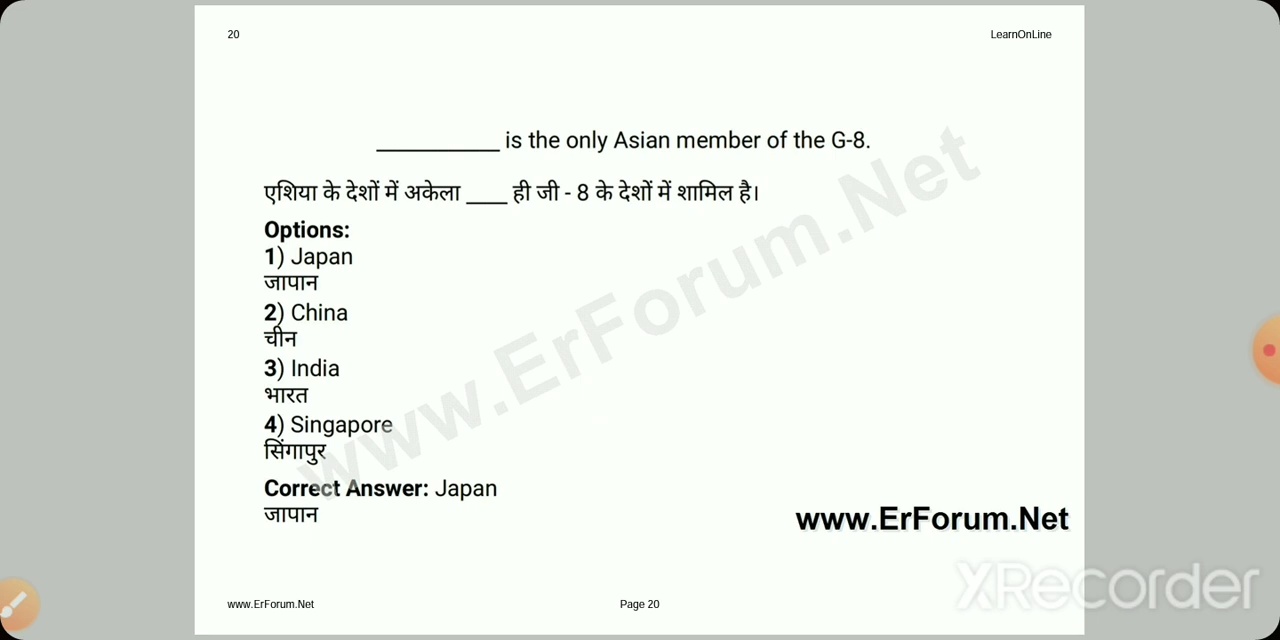 20 LearnOnLine
__________ is the only Asian member of the G-8.
एशिया के देशों में अकेला ____ ही जी - 8 के देशों में शामिल है।
Options:
1) Japan
जापान
2) China
चीन
3) India
भारत
4) Singapore
सिंगापुर
Correct Answer: Japan
जापान
www.ErForum.Net
www.ErForum.Net
XRecorder
www.ErForum.Net Page 20